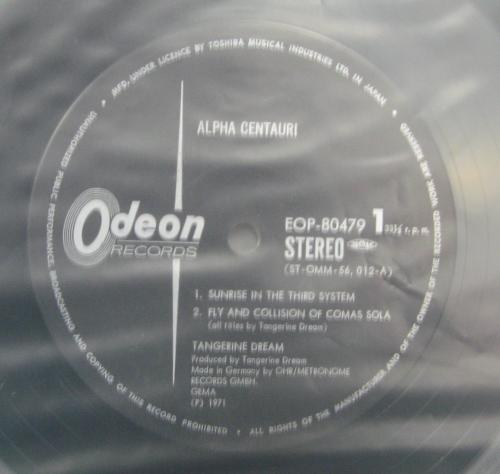 MFD. UNDER LICENCE BY TOSHIBA MUSICAL INDUSTRIES LTD. IN JAPAN
ALPHA CENTAURI
Odeon
RECORDS
EOP-80479 1 33⅓ r.p.m.
STEREO
(ST-OMM-56, 012-A)
1. SUNRISE IN THE THIRD SYSTEM
2. FLY AND COLLISION OF COMAS SOLA
(all titles by Tangerine Dream)
TANGERINE DREAM
Produced by Tangerine Dream
Made in Germany by OHR/METRONOME
RECORDS GMBH.
GEMA
(P) 1971
• ALL RIGHTS OF THE MANUFACTURER AND OF THE OWNER OF THE RECORDED WORK ARE RESERVED •
UNAUTHORIZED PUBLIC PERFORMANCE, BROADCASTING AND COPYING OF THIS RECORD PROHIBITED